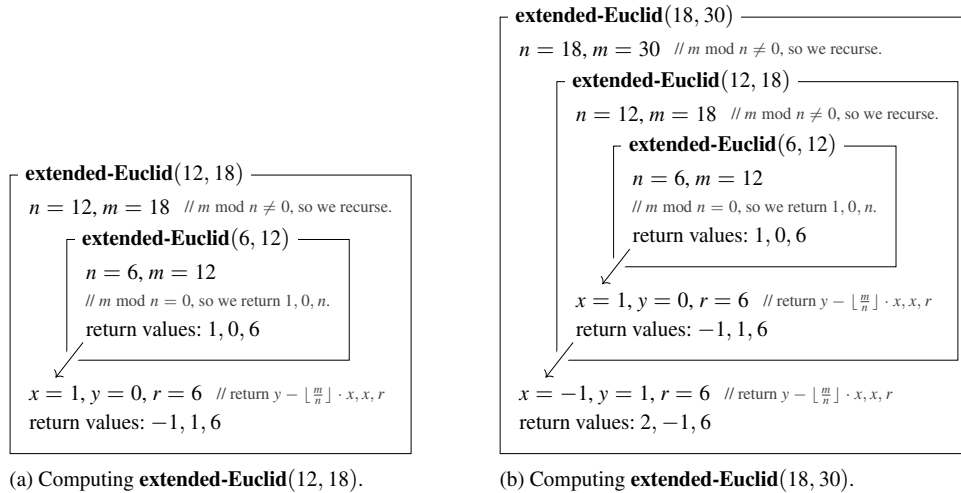 extended-Euclid(12, 18)
n = 12, m = 18 // m mod n ≠ 0, so we recurse.
extended-Euclid(6, 12)
n = 6, m = 12
// m mod n = 0, so we return 1, 0, n.
return values: 1, 0, 6
x = 1, y = 0, r = 6 // return y − ⌊m/n⌋ · x, x, r
return values: −1, 1, 6
(a) Computing extended-Euclid(12, 18).
extended-Euclid(18, 30)
n = 18, m = 30 // m mod n ≠ 0, so we recurse.
extended-Euclid(12, 18)
n = 12, m = 18 // m mod n ≠ 0, so we recurse.
extended-Euclid(6, 12)
n = 6, m = 12
// m mod n = 0, so we return 1, 0, n.
return values: 1, 0, 6
x = 1, y = 0, r = 6 // return y − ⌊m/n⌋ · x, x, r
return values: −1, 1, 6
x = −1, y = 1, r = 6 // return y − ⌊m/n⌋ · x, x, r
return values: 2, −1, 6
(b) Computing extended-Euclid(18, 30).